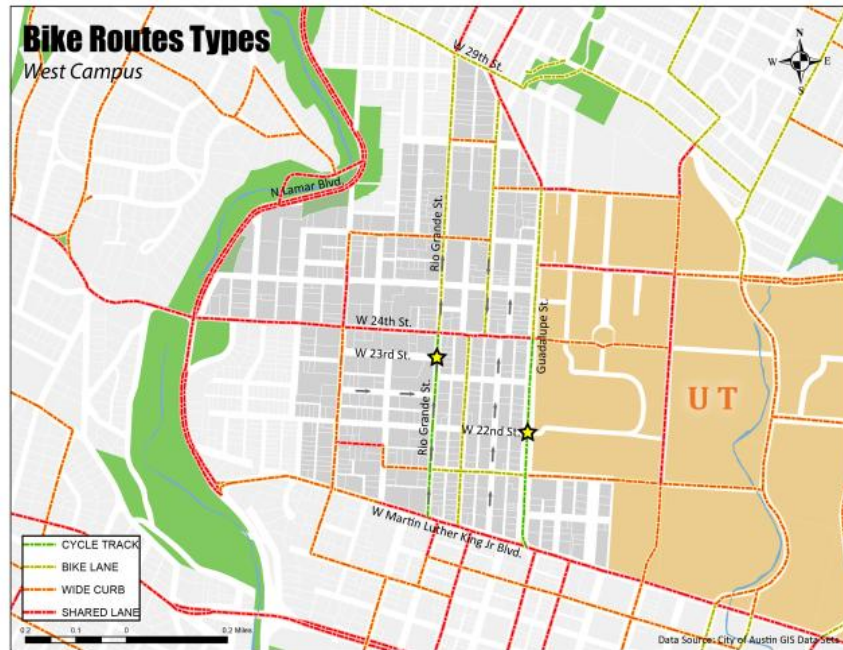 Bike Routes Types
West Campus
N
W E
S
W 29th St.
N Lamar Blvd.
Rio Grande St.
Guadalupe St.
W 24th St.
W 23rd St.
Rio Grande St.
W 22nd St.
U T
W Martin Luther King Jr Blvd.
CYCLE TRACK
BIKE LANE
WIDE CURB
SHARED LANE
0.2 0.1 0 0.2 Miles
Data Source: City of Austin GIS Data Sets